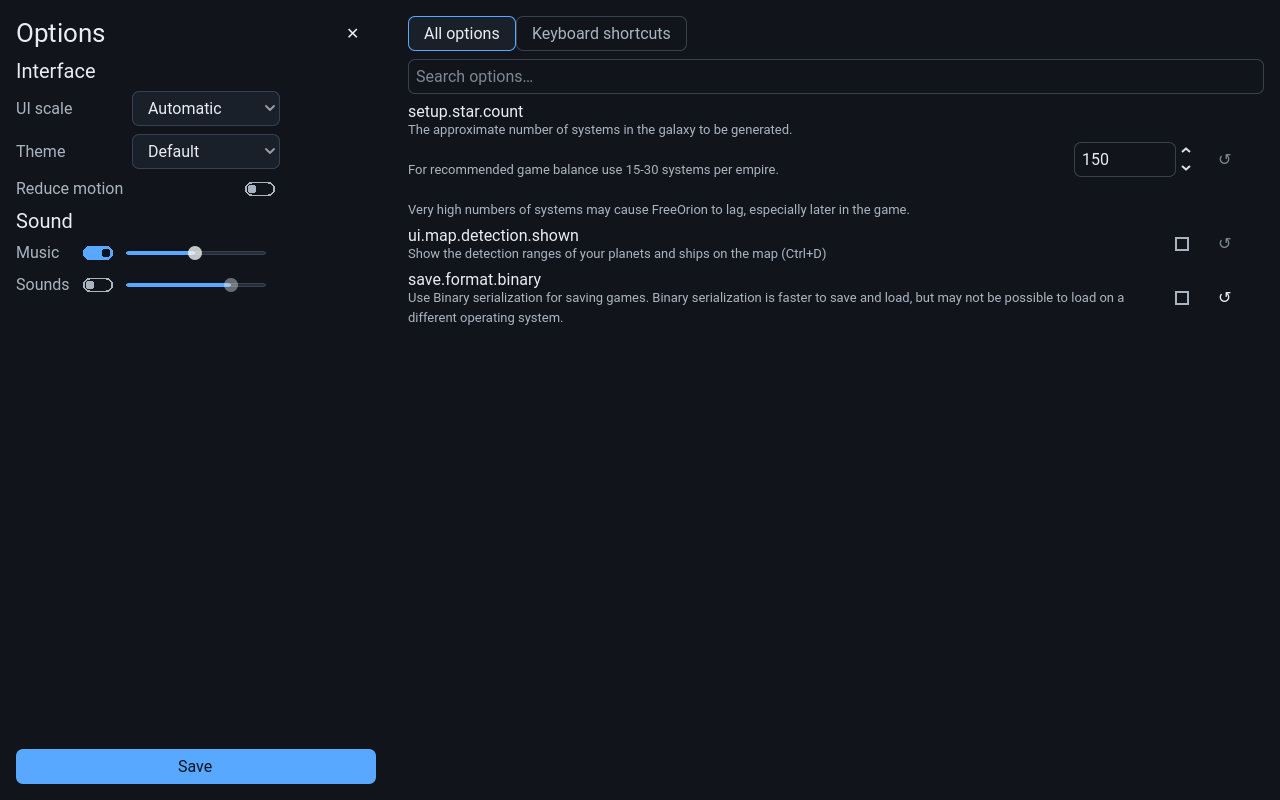 Options
Interface
UI scale
Automatic
Theme
Default
Reduce motion
Sound
Music
Sounds
Save
All options
Keyboard shortcuts
Search options…
setup.star.count
The approximate number of systems in the galaxy to be generated.
For recommended game balance use 15-30 systems per empire.
Very high numbers of systems may cause FreeOrion to lag, especially later in the game.
150
ui.map.detection.shown
Show the detection ranges of your planets and ships on the map (Ctrl+D)
save.format.binary
Use Binary serialization for saving games. Binary serialization is faster to save and load, but may not be possible to load on a
different operating system.